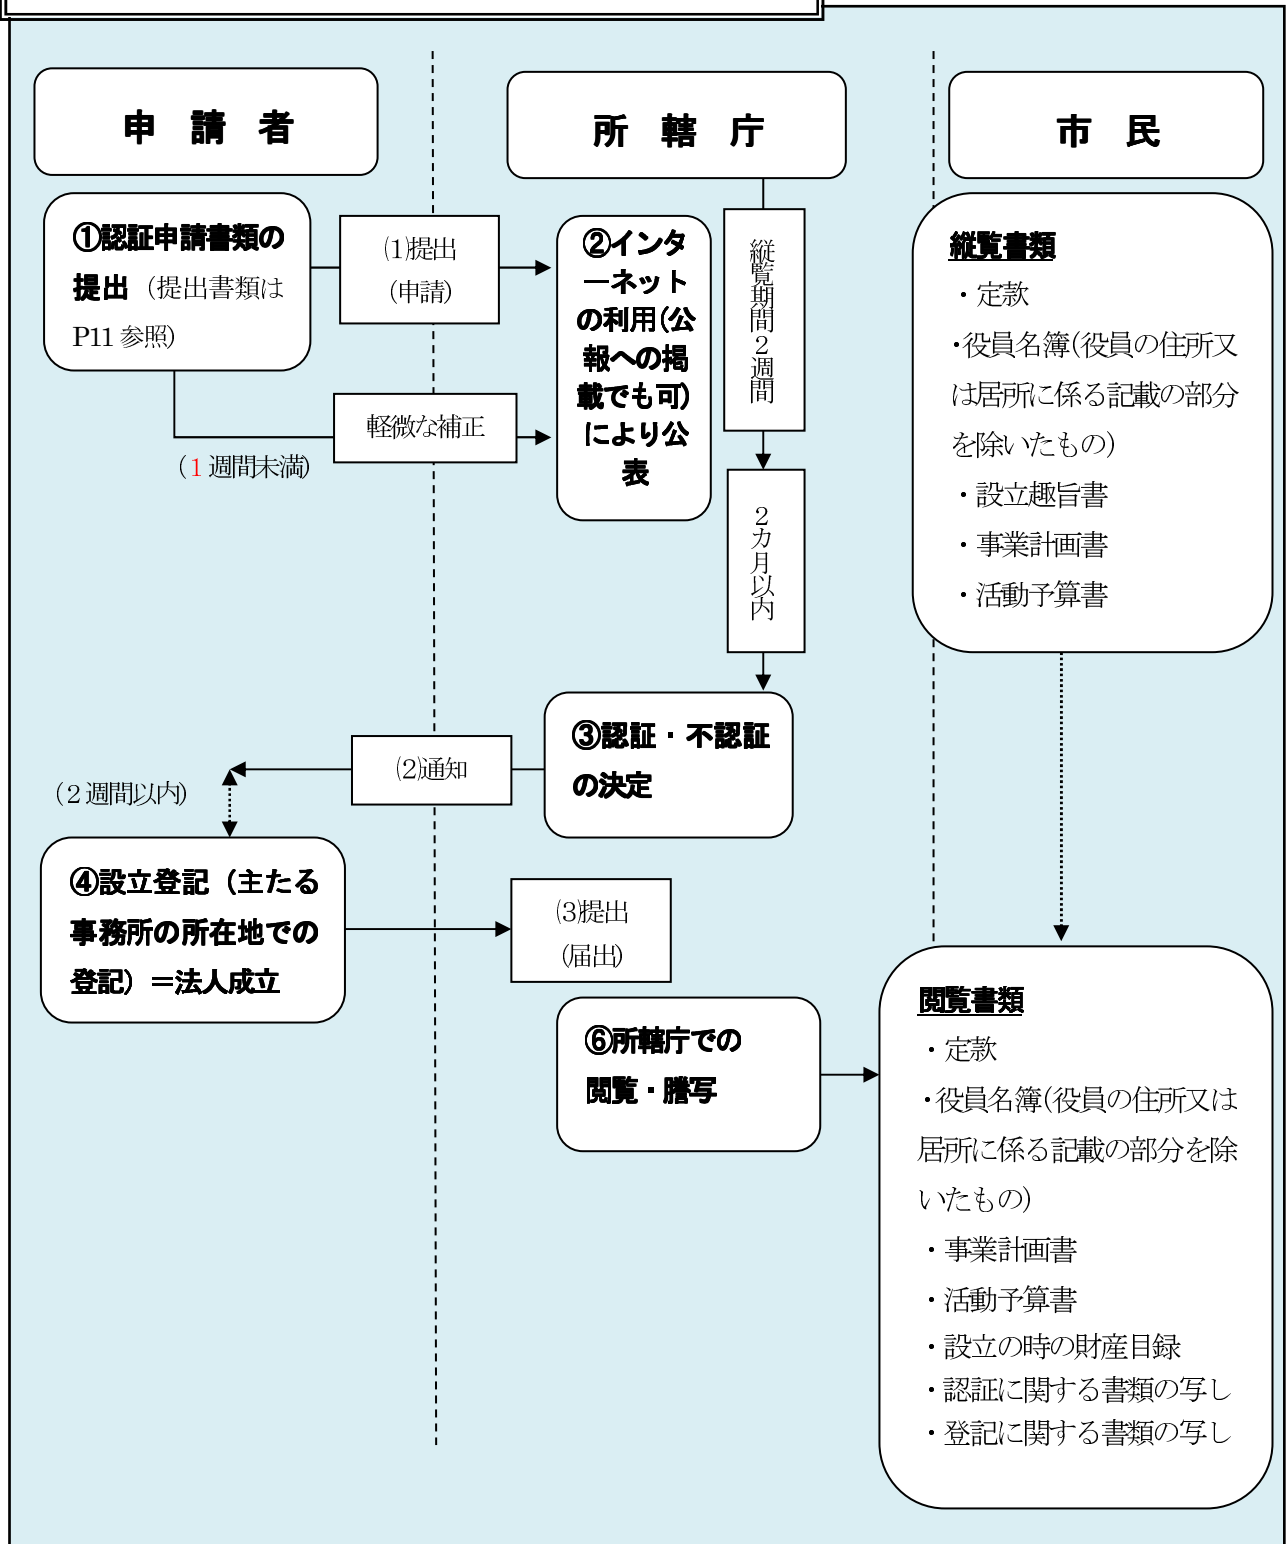 申　請　者
所　轄　庁
市　民
①認証申請書類の
提出（提出書類は
P11 参照）
(1)提出
(申請)
軽微な補正
（1 週間未満）
②インタ
ーネット
の利用(公
報への掲
載でも可)
により公
表
縦覧期間2週間
2カ月以内
縦覧書類
・定款
・役員名簿(役員の住所又
は居所に係る記載の部分
を除いたもの)
・設立趣旨書
・事業計画書
・活動予算書
③認証・不認証
の決定
(2)通知
（2 週間以内）
④設立登記（主たる
事務所の所在地での
登記）＝法人成立
(3)提出
(届出)
⑥所轄庁での
閲覧・謄写
閲覧書類
・定款
・役員名簿(役員の住所又は
居所に係る記載の部分を除
いたもの)
・事業計画書
・活動予算書
・設立の時の財産目録
・認証に関する書類の写し
・登記に関する書類の写し